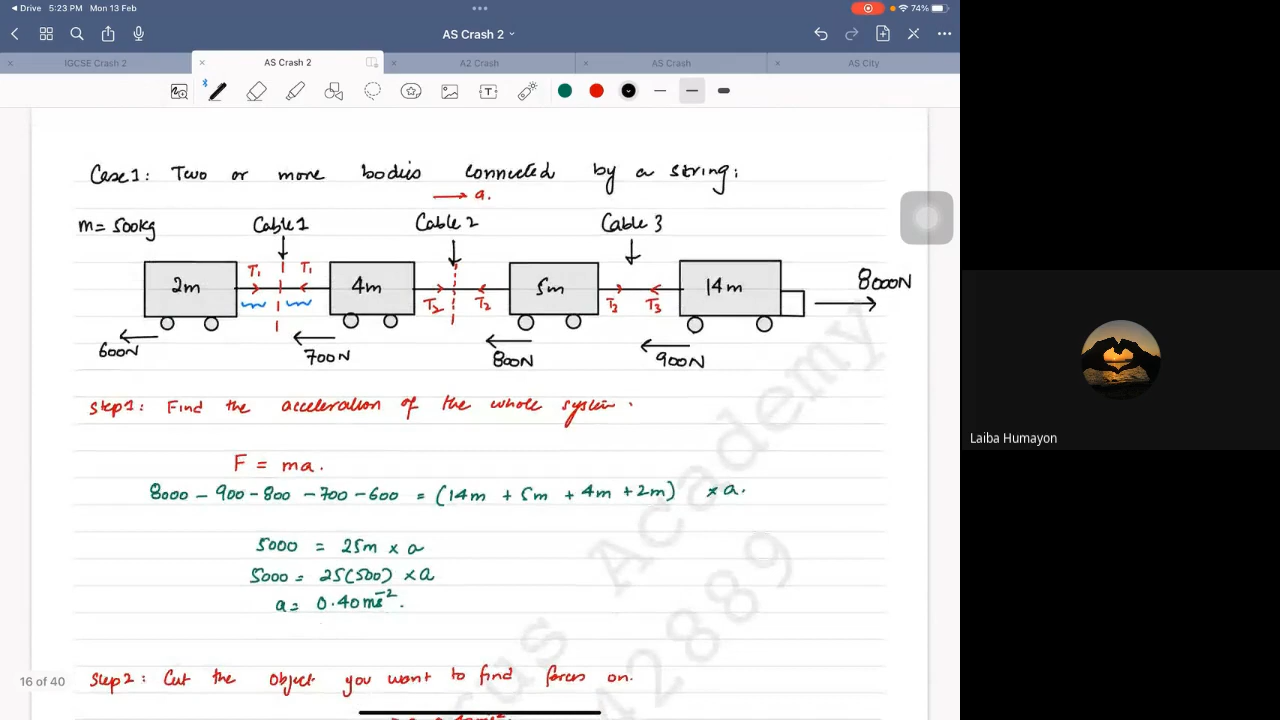 Drive 5:23 PM Mon 13 Feb
74%
AS Crash 2
IGCSE Crash 2
AS Crash 2
A2 Crash
AS Crash
AS City
Case 1: Two or more bodies connected by a string:
→ a.
m = 500kg
Cable 1
Cable 2
Cable 3
2m
T₁
T₁
4m
T₂
T₂
5m
T₃
T₃
14m
8000N
600N
700N
800N
900N
Step1: Find the acceleration of the whole system.
F = ma.
8000 - 900 - 800 - 700 - 600 = (14m + 5m + 4m + 2m) × a.
5000 = 25m × a
5000 = 25(500) × a
a = 0.40ms⁻².
16 of 40
Step2: Cut the object you want to find forces on.
Academy
42889
Laiba Humayon